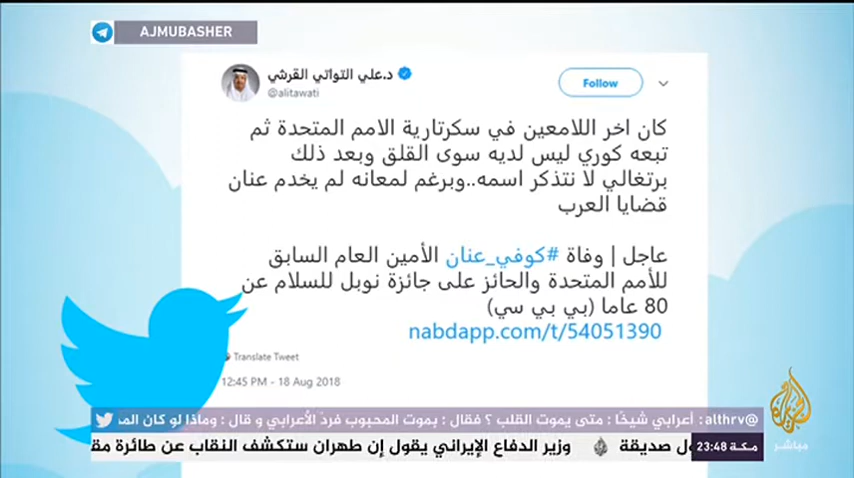 AJMUBASHER
د.علي التواتي القرشي
@alitawati
Follow
كان اخر اللامعين في سكرتارية الامم المتحدة ثم
تبعه كوري ليس لديه سوى القلق وبعد ذلك
برتغالي لا نتذكر اسمه..وبرغم لمعانه لم يخدم عنان
قضايا العرب
عاجل | وفاة #كوفي_عنان الأمين العام السابق
للأمم المتحدة والحائز على جائزة نوبل للسلام عن
80 عاما (بي بي سي)
nabdapp.com/t/54051390
Translate Tweet
12:45 PM - 18 Aug 2018
@althrv: أعرابي شيخًا : متى يموت القلب ؟ فقال : بموت المحبوب فردّ الأعرابي و قال : وماذا لو كان
مكة 23:48 صديقة وزير الدفاع الإيراني يقول إن طهران ستكشف النقاب عن طائرة
الجزيرة مباشر